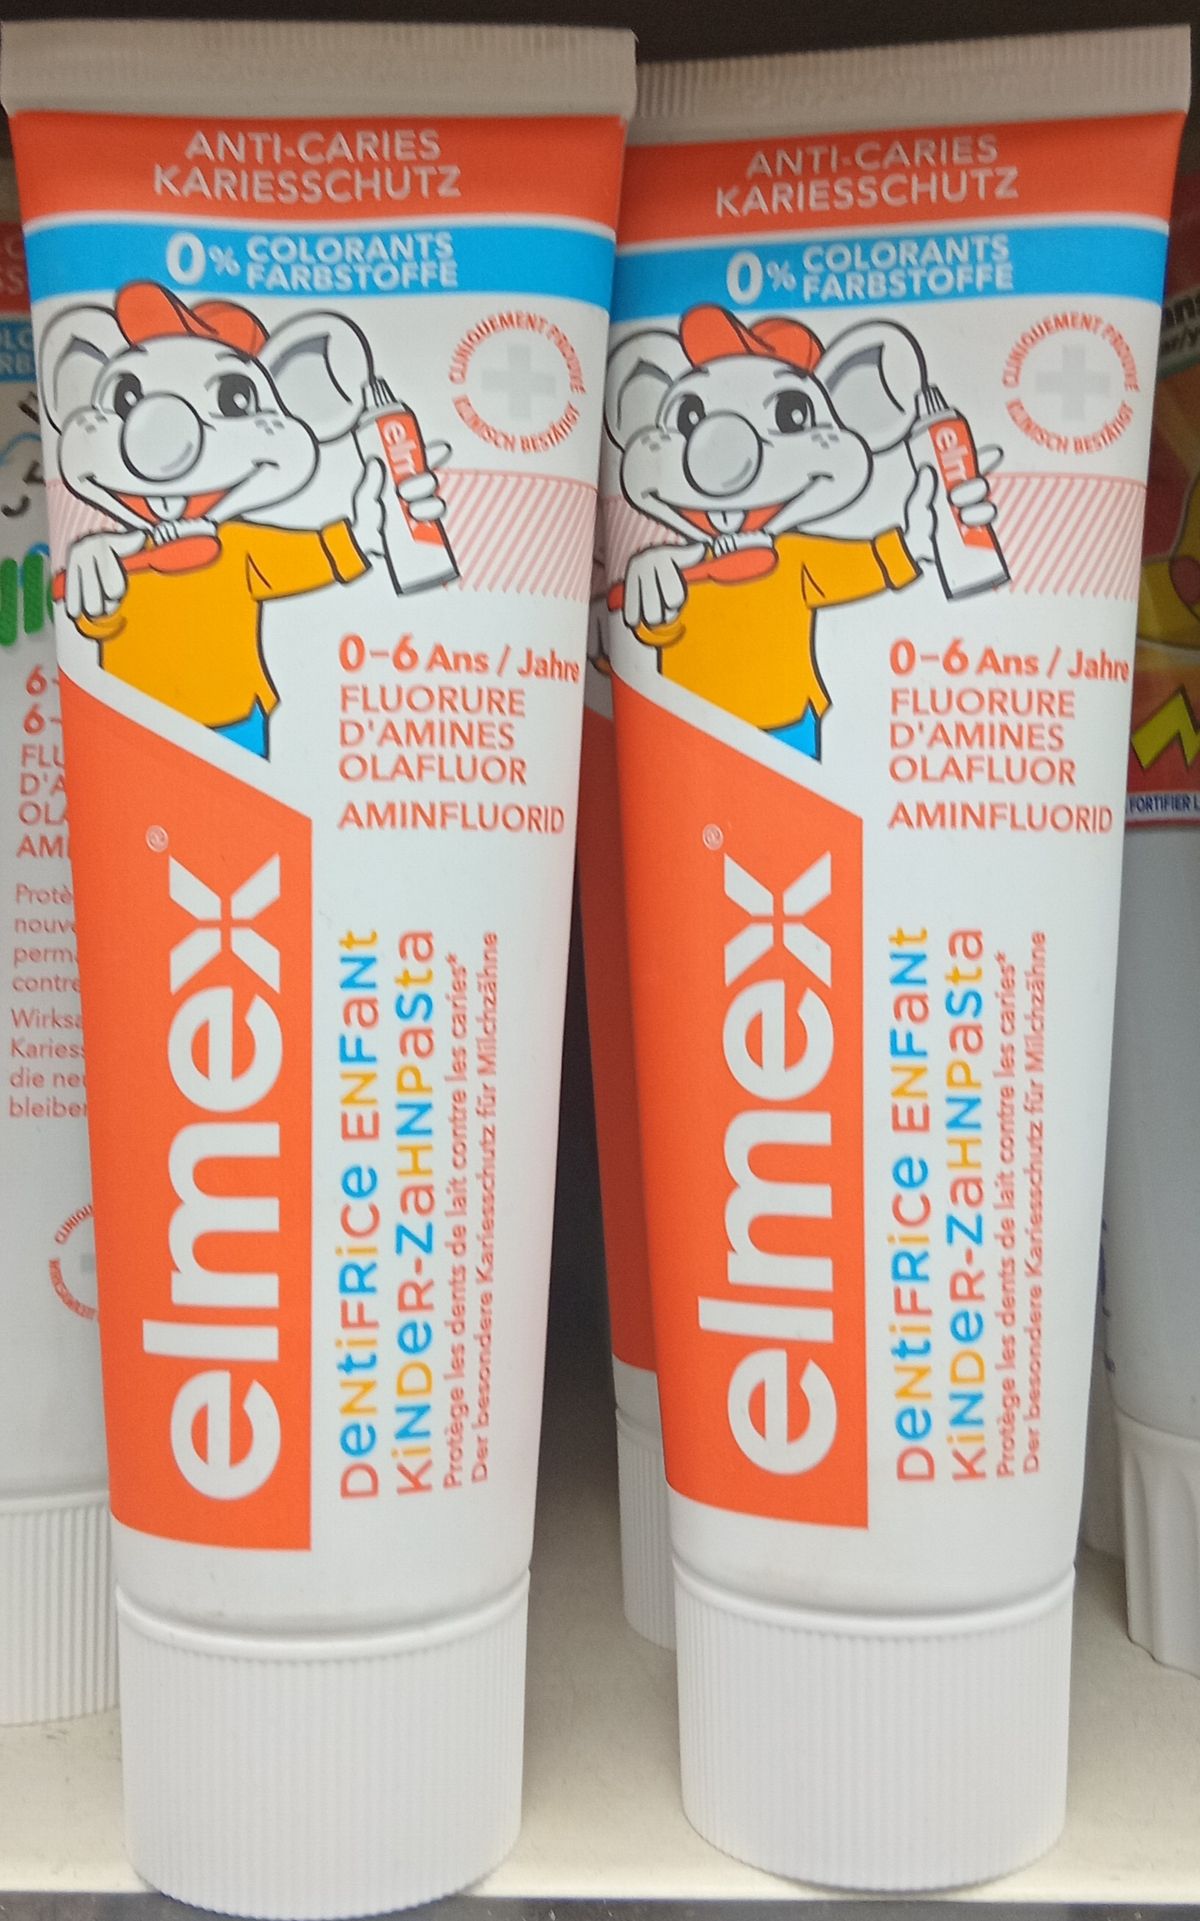 ANTI-CARIES
KARIESSCHUTZ
0% COLORANTS
FARBSTOFFE
CLINIQUEMENT PROUVÉ
KLINISCH BESTÄTIGT
elm
0-6 Ans / Jahre
FLUORURE
D'AMINES
OLAFLUOR
AMINFLUORID
elmex®
DeNtiFRiCe ENFaNt
KiNDeR-ZaHNPaSta
Protège les dents de lait contre les caries*
Der besondere Kariesschutz für Milchzähne
ANTI-CARIES
KARIESSCHUTZ
0% COLORANTS
FARBSTOFFE
CLINIQUEMENT PROUVÉ
KLINISCH BESTÄTIGT
elm
0-6 Ans / Jahre
FLUORURE
D'AMINES
OLAFLUOR
AMINFLUORID
elmex®
DeNtiFRiCe ENFaNt
KiNDeR-ZaHNPaSta
Protège les dents de lait contre les caries*
Der besondere Kariesschutz für Milchzähne
FORTIFIER